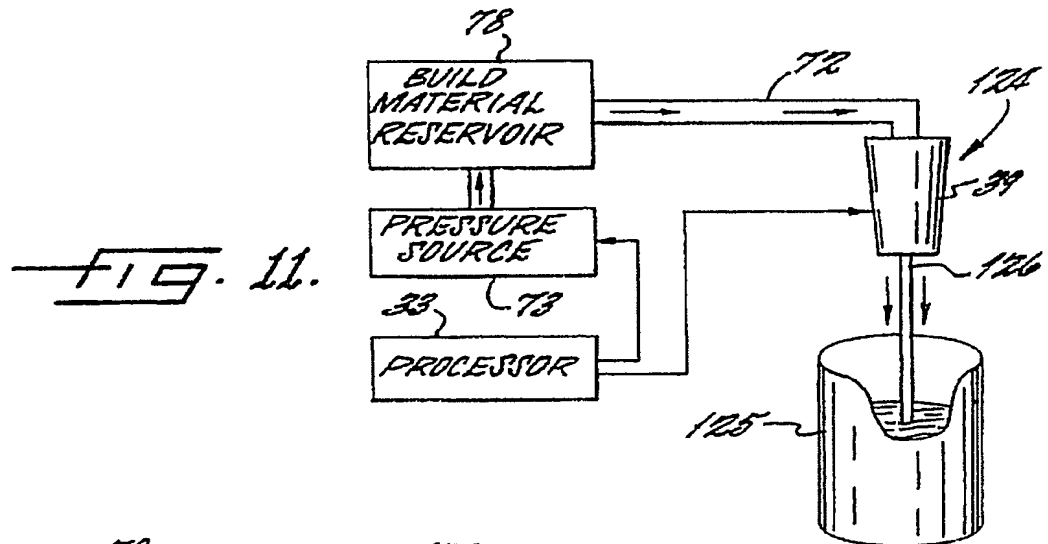 78
BUILD
MATERIAL
RESERVOIR
72
124
39
PRESSURE
SOURCE
126
Fig. 11.
73
33
PROCESSOR
125